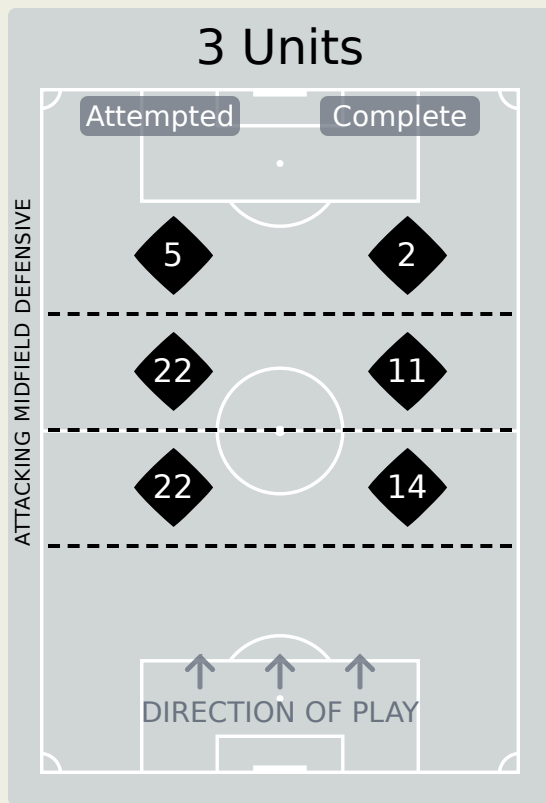 3 Units
Attempted Complete
ATTACKING MIDFIELD DEFENSIVE
5 2
22 11
22 14
DIRECTION OF PLAY